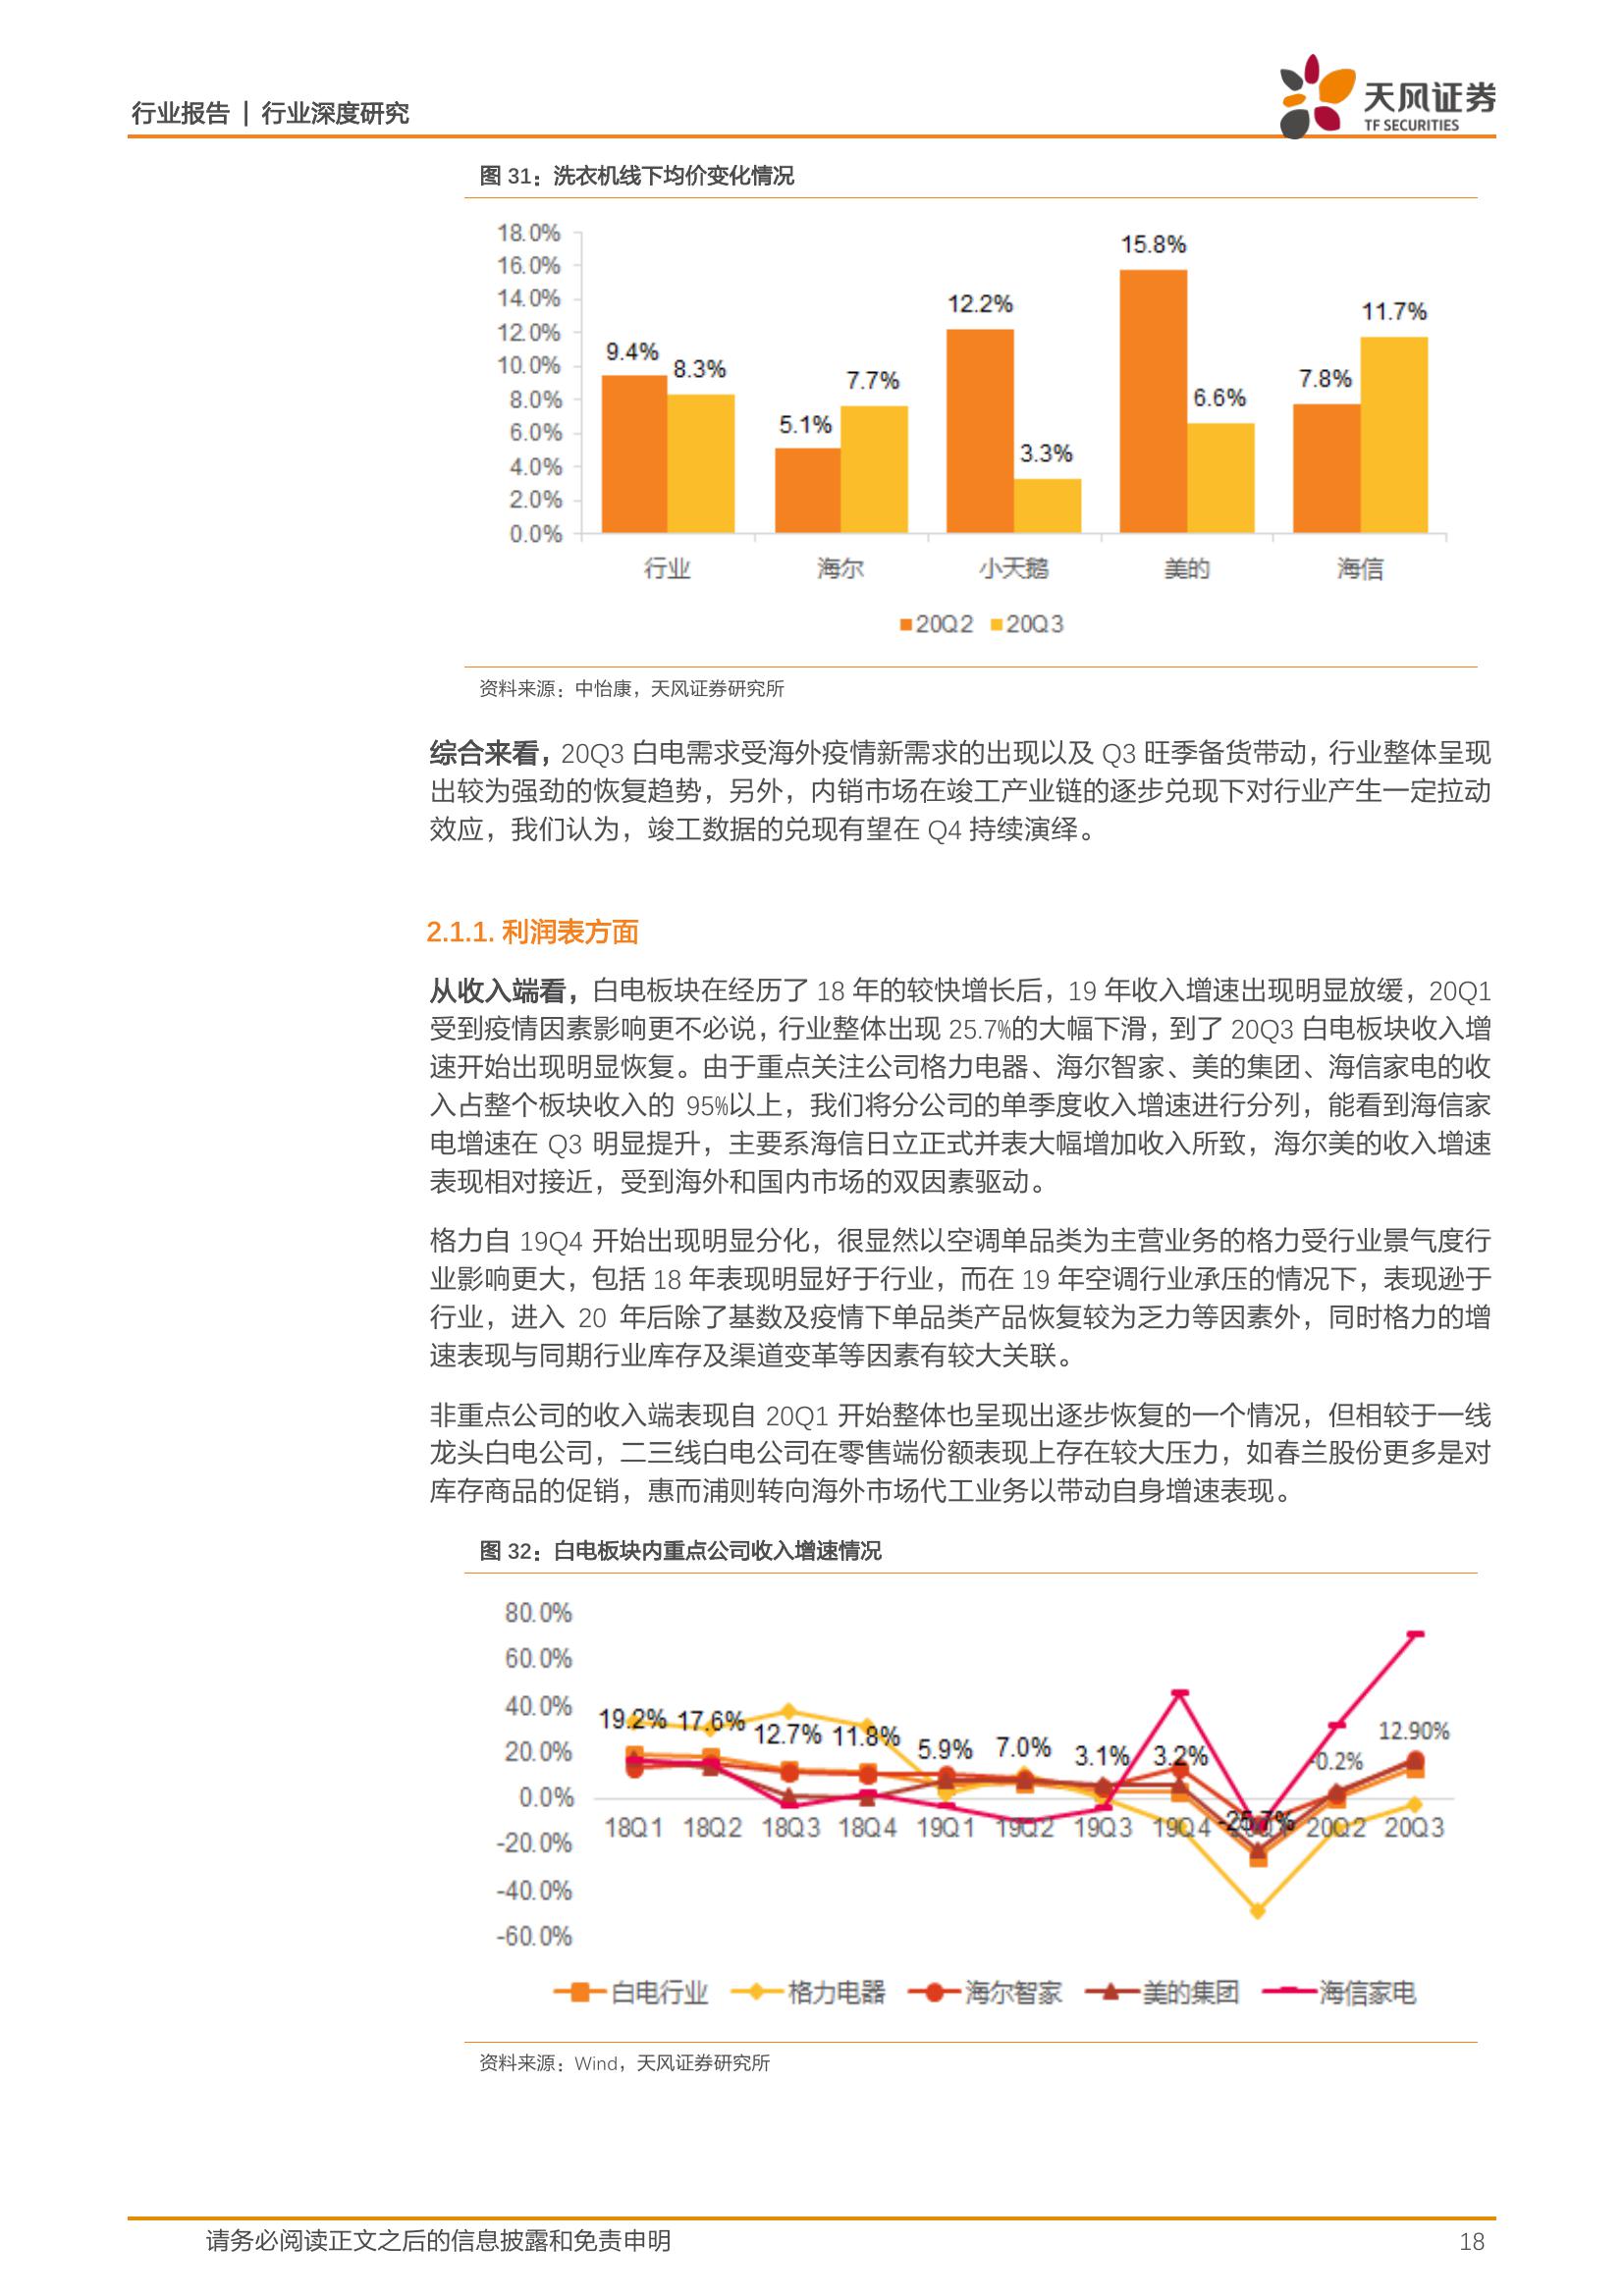 行业报告 | 行业深度研究
天风证券
TF SECURITIES
图 31：洗衣机线下均价变化情况
18.0%
16.0%
14.0%
12.0%
10.0%
8.0%
6.0%
4.0%
2.0%
0.0%
9.4%
8.3%
5.1%
7.7%
12.2%
3.3%
15.8%
6.6%
7.8%
11.7%
行业 海尔 小天鹅 美的 海信
20Q2 20Q3
资料来源：中怡康，天风证券研究所
综合来看，20Q3 白电需求受海外疫情新需求的出现以及 Q3 旺季备货带动，行业整体呈现
出较为强劲的恢复趋势，另外，内销市场在竣工产业链的逐步兑现下对行业产生一定拉动
效应，我们认为，竣工数据的兑现有望在 Q4 持续演绎。
2.1.1. 利润表方面
从收入端看，白电板块在经历了 18 年的较快增长后，19 年收入增速出现明显放缓，20Q1
受到疫情因素影响更不必说，行业整体出现 25.7%的大幅下滑，到了 20Q3 白电板块收入增
速开始出现明显恢复。由于重点关注公司格力电器、海尔智家、美的集团、海信家电的收
入占整个板块收入的 95%以上，我们将分公司的单季度收入增速进行分列，能看到海信家
电增速在 Q3 明显提升，主要系海信日立正式并表大幅增加收入所致，海尔美的收入增速
表现相对接近，受到海外和国内市场的双因素驱动。
格力自 19Q4 开始出现明显分化，很显然以空调单品类为主营业务的格力受行业景气度行
业影响更大，包括 18 年表现明显好于行业，而在 19 年空调行业承压的情况下，表现逊于
行业，进入 20 年后除了基数及疫情下单品类产品恢复较为乏力等因素外，同时格力的增
速表现与同期行业库存及渠道变革等因素有较大关联。
非重点公司的收入端表现自 20Q1 开始整体也呈现出逐步恢复的一个情况，但相较于一线
龙头白电公司，二三线白电公司在零售端份额表现上存在较大压力，如春兰股份更多是对
库存商品的促销，惠而浦则转向海外市场代工业务以带动自身增速表现。
图 32：白电板块内重点公司收入增速情况
80.0%
60.0%
40.0%
20.0%
0.0%
-20.0%
-40.0%
-60.0%
19.2% 17.6% 12.7% 11.8% 5.9% 7.0% 3.1% 3.2% -25.7% -0.2% 12.90%
18Q1 18Q2 18Q3 18Q4 19Q1 19Q2 19Q3 19Q4 20Q1 20Q2 20Q3
白电行业 格力电器 海尔智家 美的集团 海信家电
资料来源：Wind，天风证券研究所
请务必阅读正文之后的信息披露和免责申明
18